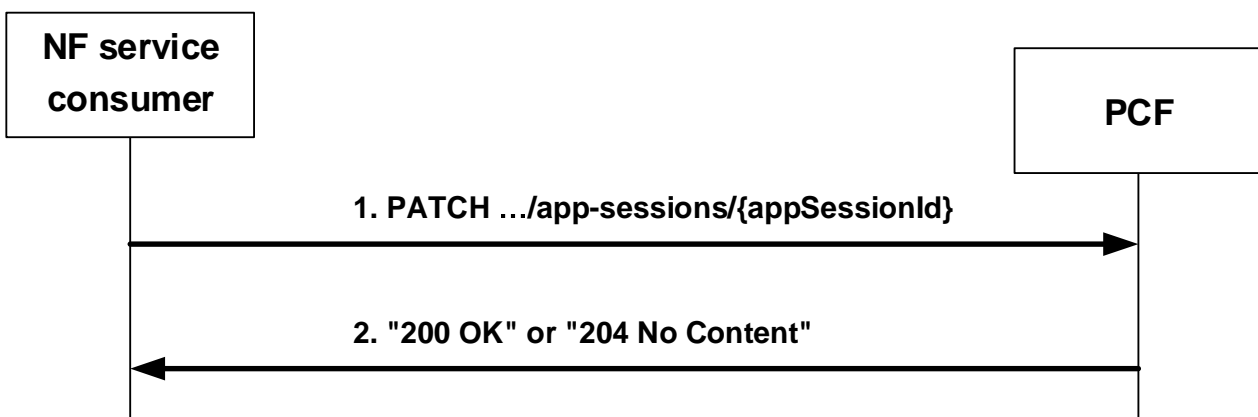 NF service
consumer
PCF
1. PATCH …/app-sessions/{appSessionId}
2. "200 OK" or "204 No Content"